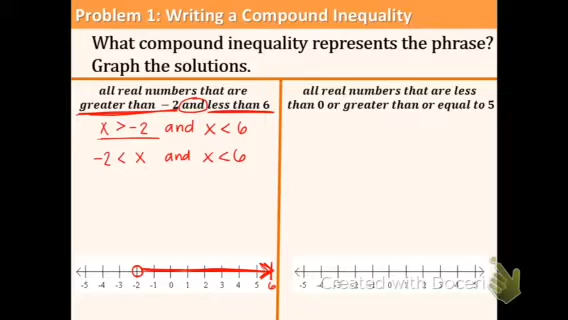 Problem 1: Writing a Compound Inequality
What compound inequality represents the phrase?
Graph the solutions.
all real numbers that are
greater than − 2 and less than 6
x > -2 and x < 6
-2 < x and x < 6
-5 -4 -3 -2 -1 0 1 2 3 4 5 6
all real numbers that are less
than 0 or greater than or equal to 5
-5 -4 -3 -2 -1 0 1 2 3 4 5
Created with Doceri